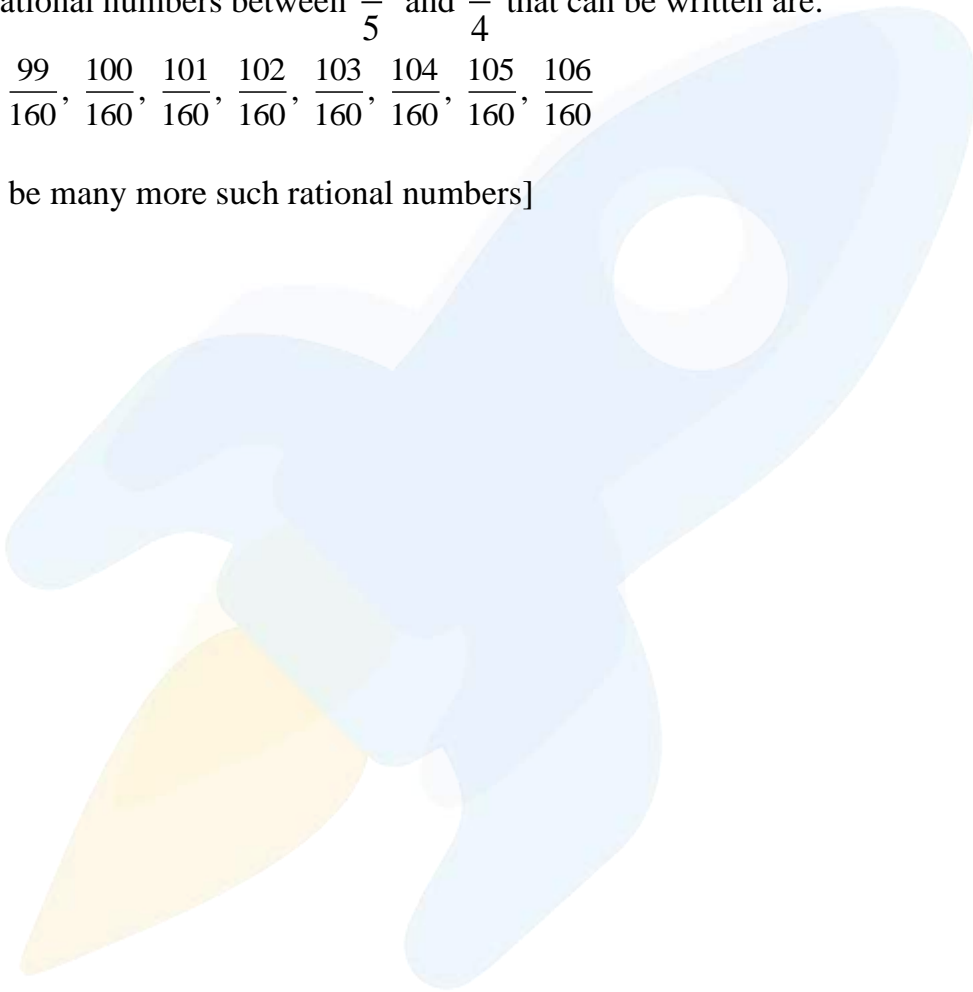 ational numbers between — 5 and — 4 that can be written are:
99/160, 100/160, 101/160, 102/160, 103/160, 104/160, 105/160, 106/160
be many more such rational numbers]